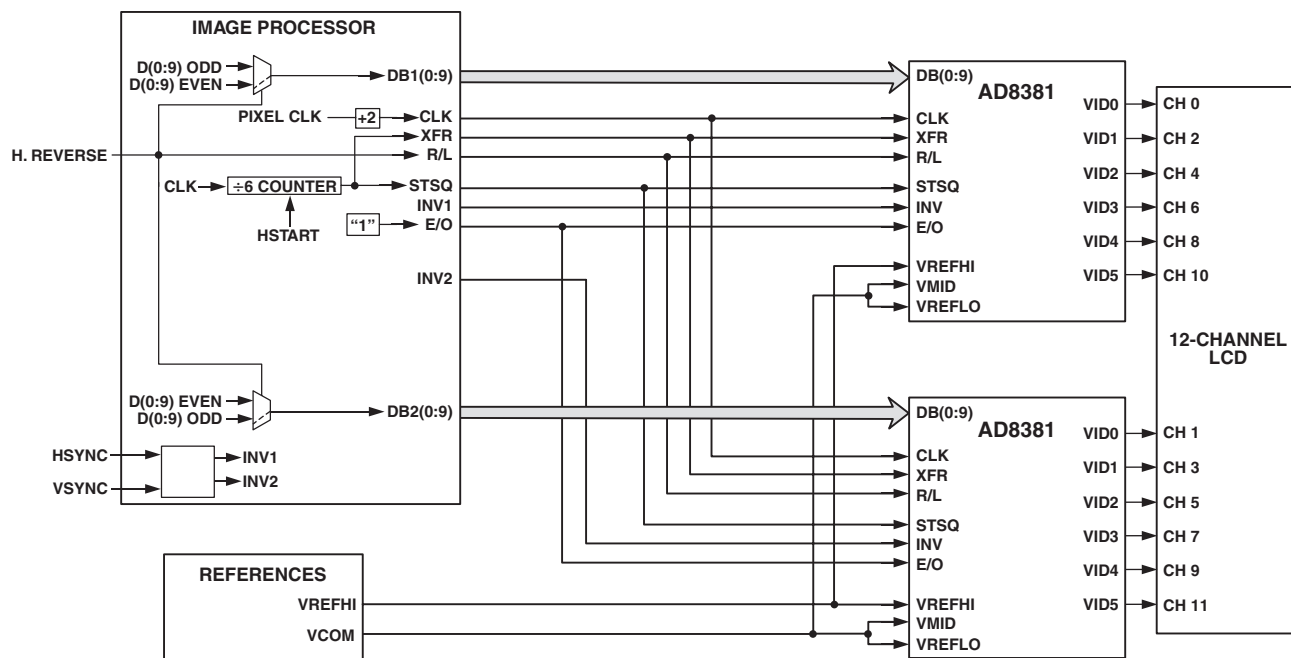 IMAGE PROCESSOR
D(0:9) ODD
D(0:9) EVEN
DB1(0:9)
PIXEL CLK
÷2
CLK
XFR
H. REVERSE
R/L
CLK
÷6 COUNTER
STSQ
INV1
HSTART
"1"
E/O
INV2
D(0:9) EVEN
D(0:9) ODD
DB2(0:9)
HSYNC
VSYNC
INV1
INV2
REFERENCES
VREFHI
VCOM
DB(0:9)
AD8381
CLK
XFR
R/L
STSQ
INV
E/O
VREFHI
VMID
VREFLO
VID0
VID1
VID2
VID3
VID4
VID5
DB(0:9)
AD8381
CLK
XFR
R/L
STSQ
INV
E/O
VREFHI
VMID
VREFLO
VID0
VID1
VID2
VID3
VID4
VID5
CH 0
CH 2
CH 4
CH 6
CH 8
CH 10
12-CHANNEL
LCD
CH 1
CH 3
CH 5
CH 7
CH 9
CH 11